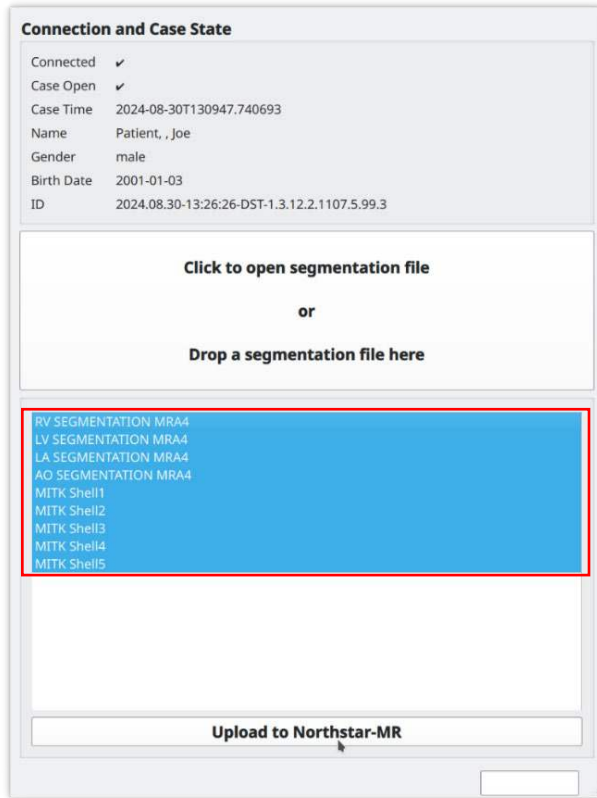 Connection and Case State
Connected ✔
Case Open ✔
Case Time 2024-08-30T130947.740693
Name Patient, , Joe
Gender male
Birth Date 2001-01-03
ID 2024.08.30-13:26:26-DST-1.3.12.2.1107.5.99.3
Click to open segmentation file
or
Drop a segmentation file here
RV SEGMENTATION MRA4
LV SEGMENTATION MRA4
LA SEGMENTATION MRA4
AO SEGMENTATION MRA4
MITK Shell1
MITK Shell2
MITK Shell3
MITK Shell4
MITK Shell5
Upload to Northstar-MR